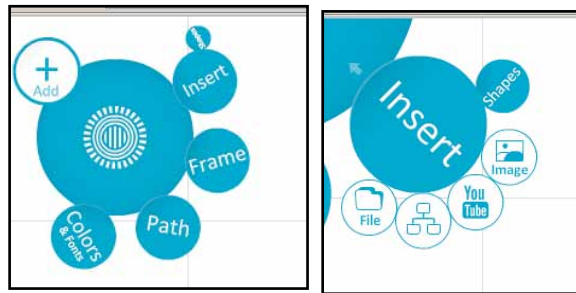 Add
Insert
Frame
Path
Colors
& Fonts
Insert
Shapes
Image
You
Tube
File